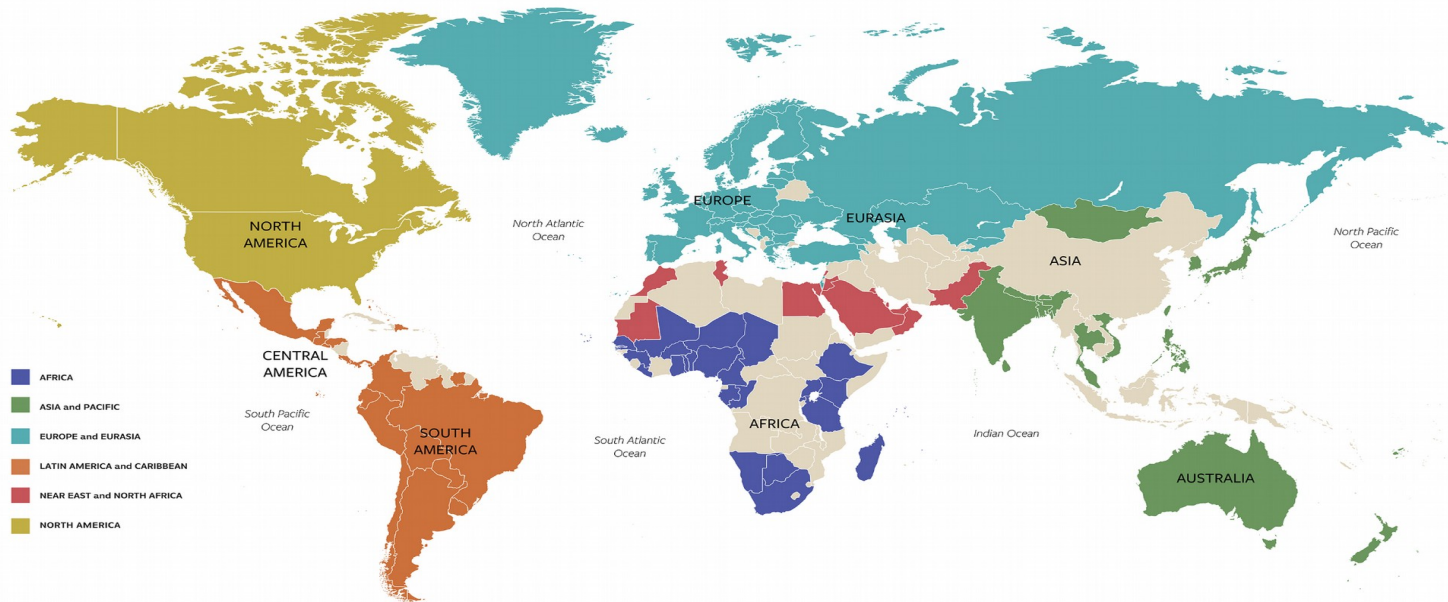 EUROPE
EURASIA
North Atlantic
Ocean
NORTH
AMERICA
North Pacific
Ocean
ASIA
CENTRAL
AMERICA
AFRICA
ASIA and PACIFIC
EUROPE and EURASIA
LATIN AMERICA and CARIBBEAN
NEAR EAST and NORTH AFRICA
NORTH AMERICA
South Pacific
Ocean
SOUTH
AMERICA
South Atlantic
Ocean
AFRICA
Indian Ocean
AUSTRALIA